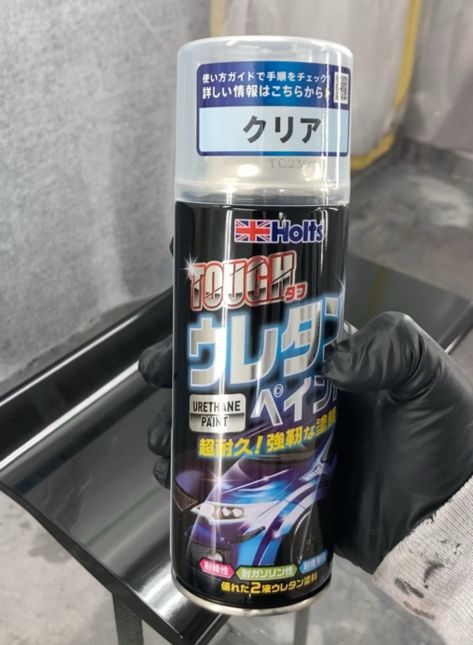 使い方ガイドで手順をチェック
詳しい情報はこちらから
クリア
Holts
TOUGH タフ
ウレタン
URETHANE
PAINT
ペイン
超耐久!強靭な塗膜
耐候性
耐ガソリン性
優れた2液ウレタン塗料